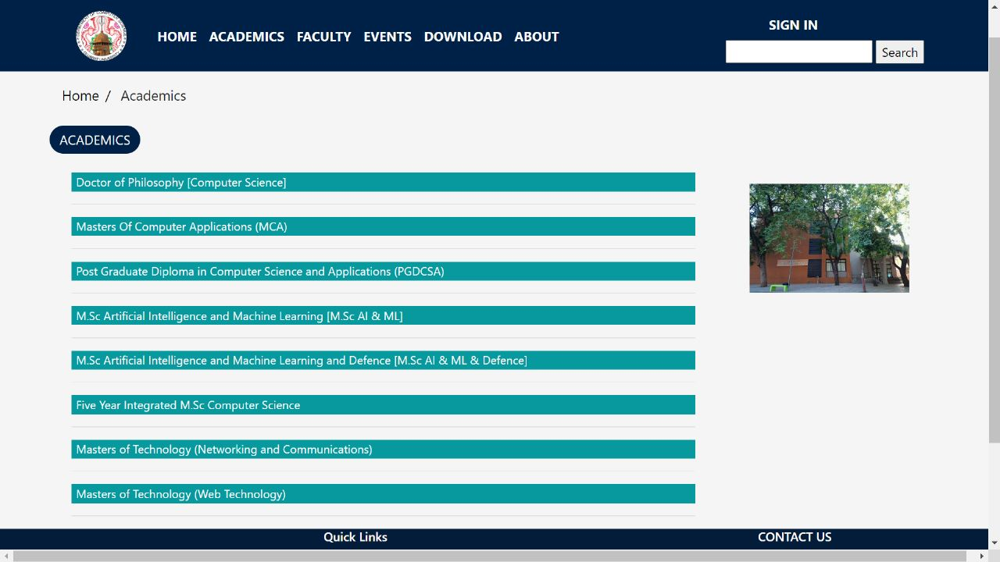 HOME ACADEMICS FACULTY EVENTS DOWNLOAD ABOUT
SIGN IN
Search
Home / Academics
ACADEMICS
Doctor of Philosophy [Computer Science]
Masters Of Computer Applications (MCA)
Post Graduate Diploma in Computer Science and Applications (PGDCSA)
M.Sc Artificial Intelligence and Machine Learning [M.Sc AI & ML]
M.Sc Artificial Intelligence and Machine Learning and Defence [M.Sc AI & ML & Defence]
Five Year Integrated M.Sc Computer Science
Masters of Technology (Networking and Communications)
Masters of Technology (Web Technology)
Quick Links
CONTACT US